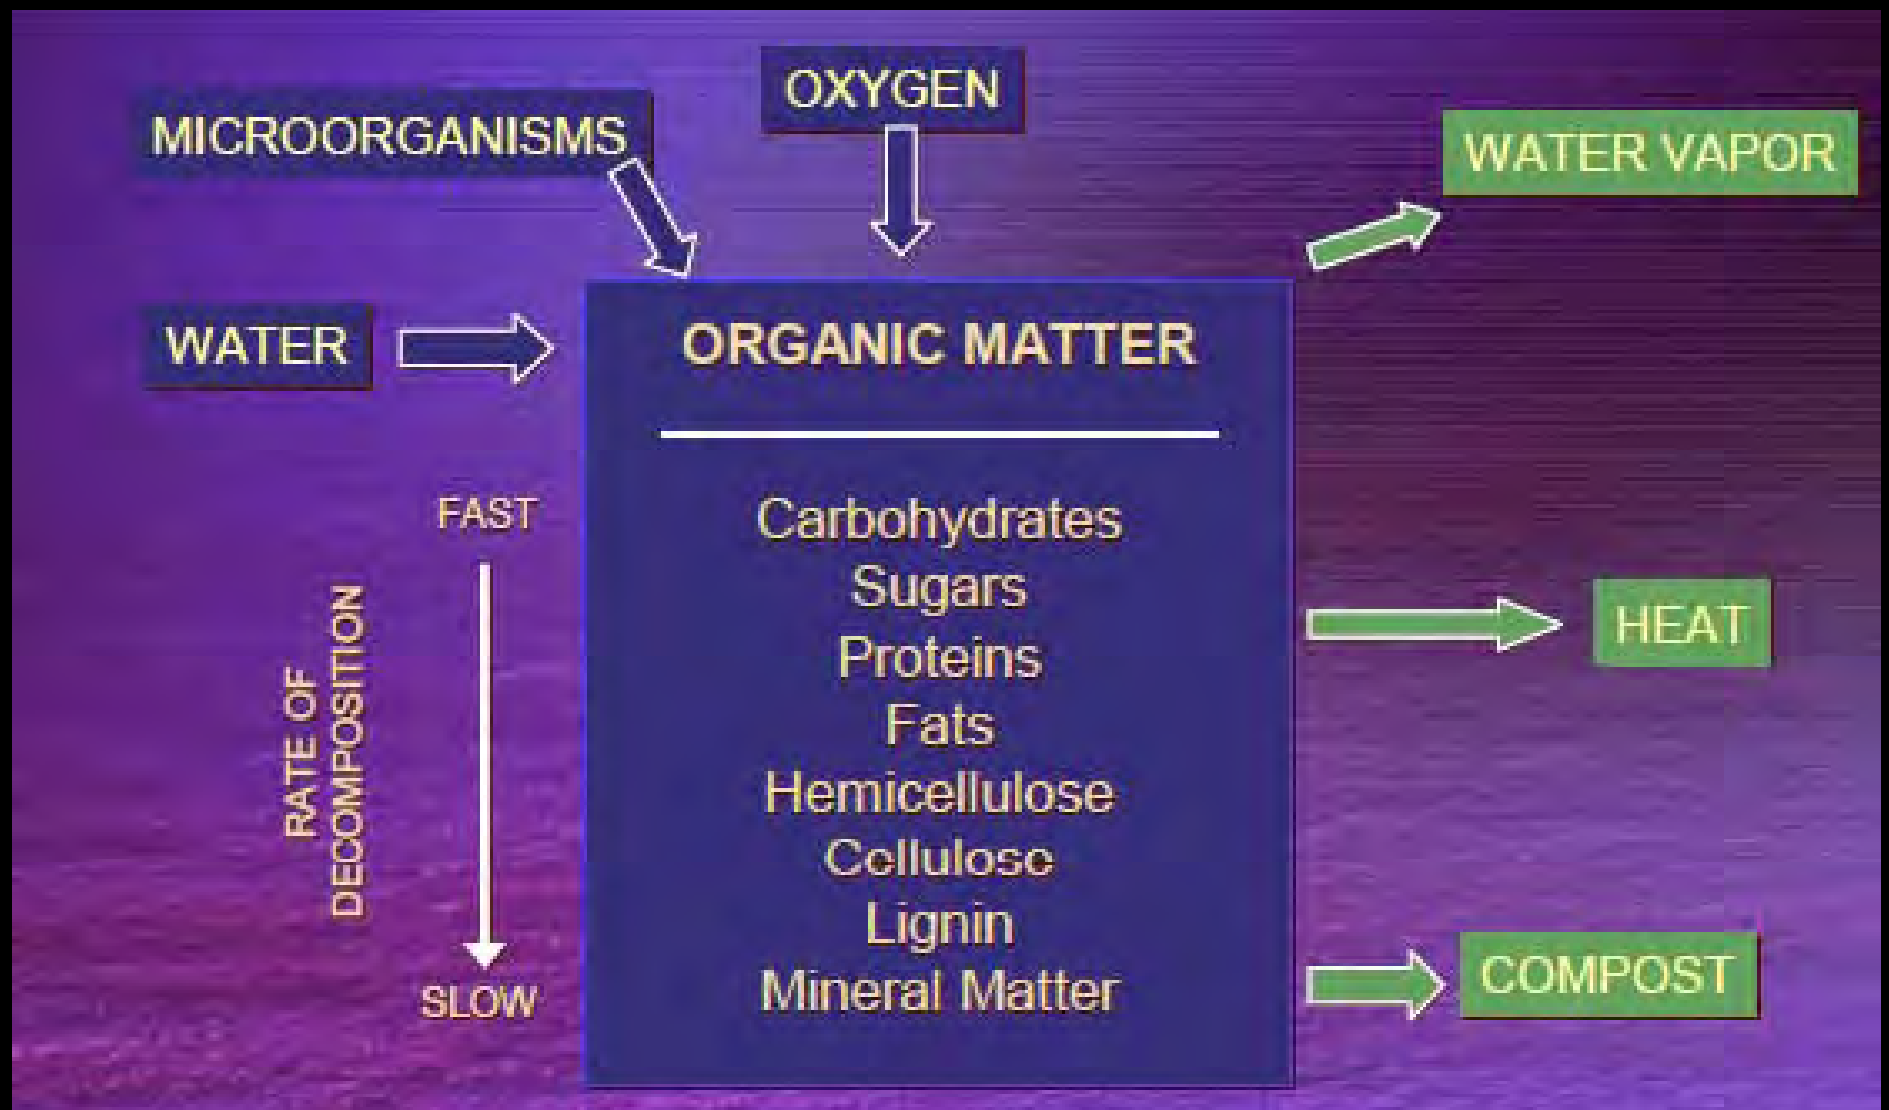 OXYGEN
MICROORGANISMS
WATER VAPOR
WATER
ORGANIC MATTER
FAST
RATE OF
DECOMPOSITION
SLOW
Carbohydrates
Sugars
Proteins
Fats
Hemicellulose
Cellulose
Lignin
Mineral Matter
HEAT
COMPOST